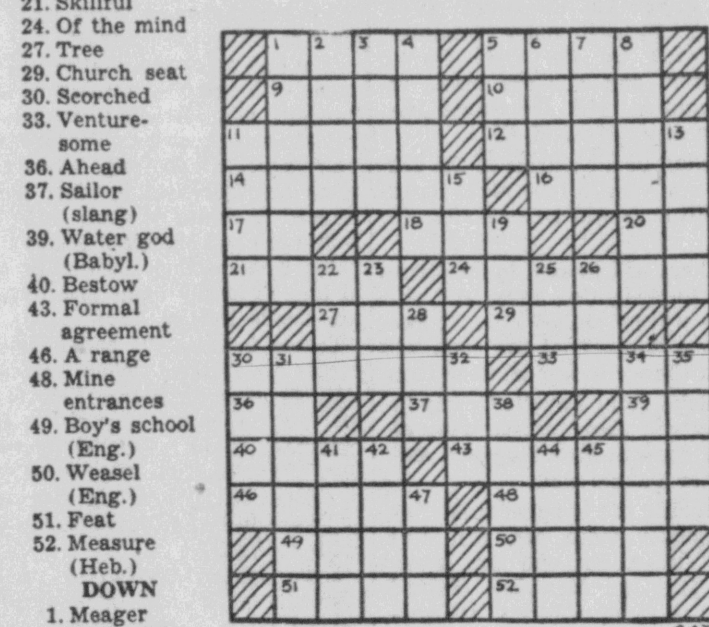 21. Skillful
24. Of the mind
27. Tree
29. Church seat
30. Scorched
33. Venture-
some
36. Ahead
37. Sailor
(slang)
39. Water god
(Babyl.)
40. Bestow
43. Formal
agreement
46. A range
48. Mine
entrances
49. Boy's school
(Eng.)
50. Weasel
(Eng.)
51. Feat
52. Measure
(Heb.)
DOWN
1. Meager
1 2 3 4 5 6 7 8
9 10
11 12 13
14 15 16
17 18 19 20
21 22 23 24 25 26
27 28 29
30 31 32 33 34 35
36 37 38 39
40 41 42 43 44 45
46 47 48
49 50
51 52